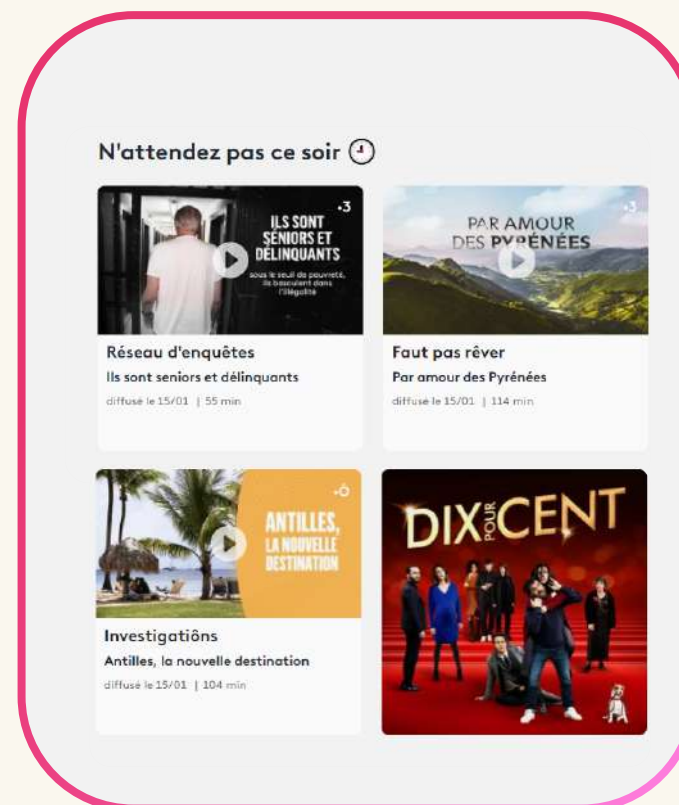 N'attendez pas ce soir
•3
ILS SONT
SÉNIORS ET
DÉLINQUANTS
sous le seuil de pauvreté,
ils basculent dans
l'illégalité
Réseau d'enquêtes
Ils sont seniors et délinquants
diffusé le 15/01 | 55 min
•3
PAR AMOUR
DES PYRÉNÉES
Faut pas rêver
Par amour des Pyrénées
diffusé le 15/01 | 114 min
•ô
ANTILLES,
LA NOUVELLE
DESTINATION
Investigatiôns
Antilles, la nouvelle destination
diffusé le 15/01 | 104 min
DIX POUR CENT